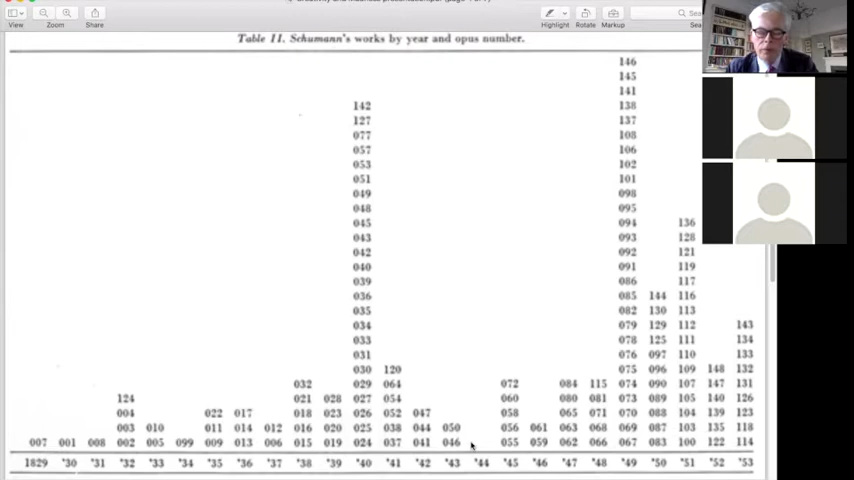 View Zoom Share Highlight Rotate Markup Sea
Table 11. Schumann's works by year and opus number.
146
145
141
142 138
127 137
077 108
057 106
053 102
051 101
049 098
048 095
045 094 136
043 093 128
042 092 121
040 091 119
039 086 117
036 085 144 116
035 082 130 113
034 079 129 112 143
033 078 125 111 134
031 076 097 110 133
030 120 075 096 109 148 132
032 029 064 072 084 115 074 090 107 147 131
124 021 028 027 054 060 080 081 073 089 105 140 126
004 022 017 018 023 026 052 047 058 065 071 070 088 104 139 123
003 010 011 014 012 016 020 025 038 044 050 056 061 063 068 069 087 103 135 118
007 001 008 002 005 099 009 013 006 015 019 024 037 041 046 055 059 062 066 067 083 100 122 114
1829 '30 '31 '32 '33 '34 '35 '36 '37 '38 '39 '40 '41 '42 '43 '44 '45 '46 '47 '48 '49 '50 '51 '52 '53